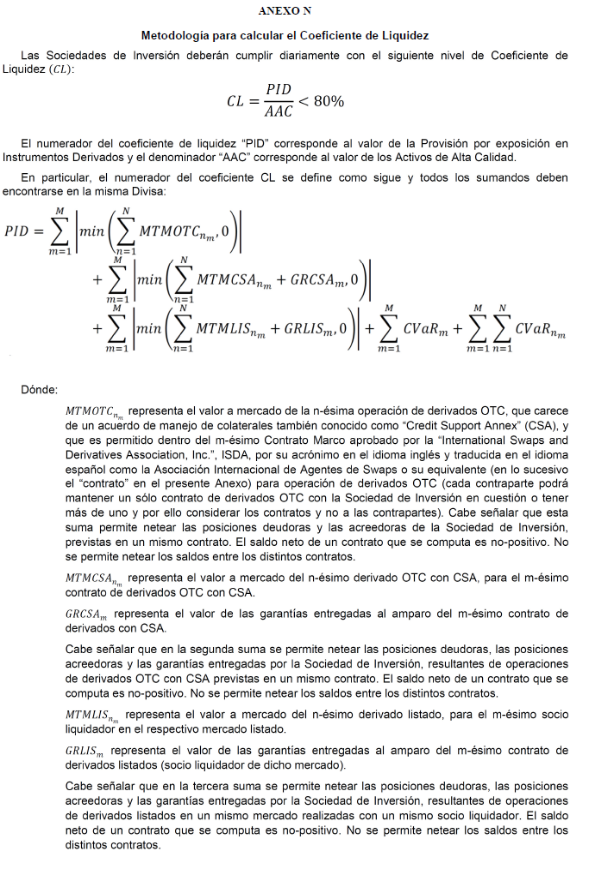 ANEXO N
Metodología para calcular el Coeficiente de Liquidez
Las Sociedades de Inversión deberán cumplir diariamente con el siguiente nivel de Coeficiente de
Liquidez (CL):
CL = PID / AAC < 80%
El numerador del coeficiente de liquidez “PID” corresponde al valor de la Provisión por exposición en
Instrumentos Derivados y el denominador “AAC” corresponde al valor de los Activos de Alta Calidad.
En particular, el numerador del coeficiente CL se define como sigue y todos los sumandos deben
encontrarse en la misma Divisa:
PID = ∑_{m=1}^{M} |min(∑_{n=1}^{N} MTMOTC_{n_m}, 0)|
+ ∑_{m=1}^{M} |min(∑_{n=1}^{N} MTMCSA_{n_m} + GRCSA_m, 0)|
+ ∑_{m=1}^{M} |min(∑_{n=1}^{N} MTMLIS_{n_m} + GRLIS_m, 0)| + ∑_{m=1}^{M} CVaR_m + ∑_{m=1}^{M} ∑_{n=1}^{N} CVaR_{n_m}
Dónde:
MTMOTC_{n_m} representa el valor a mercado de la n-ésima operación de derivados OTC, que carece
de un acuerdo de manejo de colaterales también conocido como “Credit Support Annex” (CSA), y
que es permitido dentro del m-ésimo Contrato Marco aprobado por la “International Swaps and
Derivatives Association, Inc.”, ISDA, por su acrónimo en el idioma inglés y traducida en el idioma
español como la Asociación Internacional de Agentes de Swaps o su equivalente (en lo sucesivo
el “contrato” en el presente Anexo) para operación de derivados OTC (cada contraparte podrá
mantener un sólo contrato de derivados OTC con la Sociedad de Inversión en cuestión o tener
más de uno y por ello considerar los contratos y no a las contrapartes). Cabe señalar que esta
suma permite netear las posiciones deudoras y las acreedoras de la Sociedad de Inversión,
previstas en un mismo contrato. El saldo neto de un contrato que se computa es no-positivo. No
se permite netear los saldos entre los distintos contratos.
MTMCSA_{n_m} representa el valor a mercado del n-ésimo derivado OTC con CSA, para el m-ésimo
contrato de derivados OTC con CSA.
GRCSA_m representa el valor de las garantías entregadas al amparo del m-ésimo contrato de
derivados con CSA.
Cabe señalar que en la segunda suma se permite netear las posiciones deudoras, las posiciones
acreedoras y las garantías entregadas por la Sociedad de Inversión, resultantes de operaciones
de derivados OTC con CSA previstas en un mismo contrato. El saldo neto de un contrato que se
computa es no-positivo. No se permite netear los saldos entre los distintos contratos.
MTMLIS_{n_m} representa el valor a mercado del n-ésimo derivado listado, para el m-ésimo socio
liquidador en el respectivo mercado listado.
GRLIS_m representa el valor de las garantías entregadas al amparo del m-ésimo contrato de
derivados listados (socio liquidador de dicho mercado).
Cabe señalar que en la tercera suma se permite netear las posiciones deudoras, las posiciones
acreedoras y las garantías entregadas por la Sociedad de Inversión, resultantes de operaciones
de derivados listados en un mismo mercado realizadas con un mismo socio liquidador. El saldo
neto de un contrato que se computa es no-positivo. No se permite netear los saldos entre los
distintos contratos.